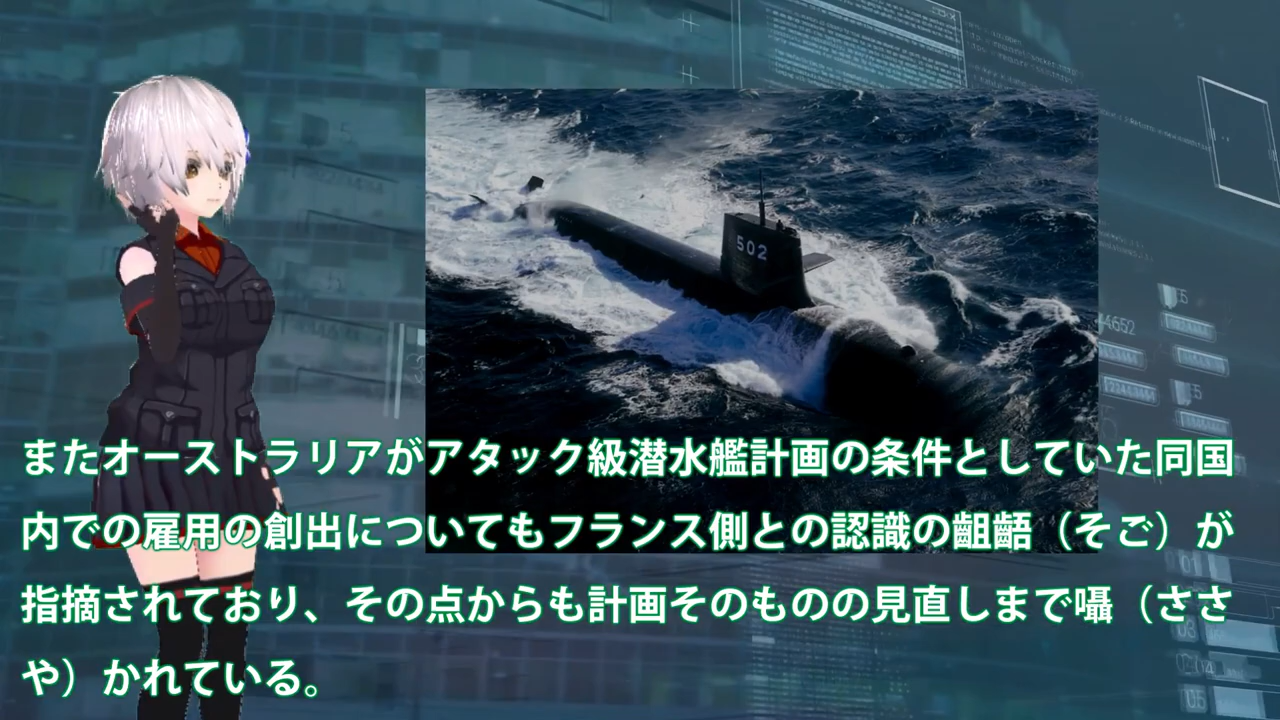 502
またオーストラリアがアタック級潜水艦計画の条件としていた同国
内での雇用の創出についてもフランス側との認識の齟齬（そご）が
指摘されており、その点からも計画そのものの見直しまで囁（ささ
や）かれている。